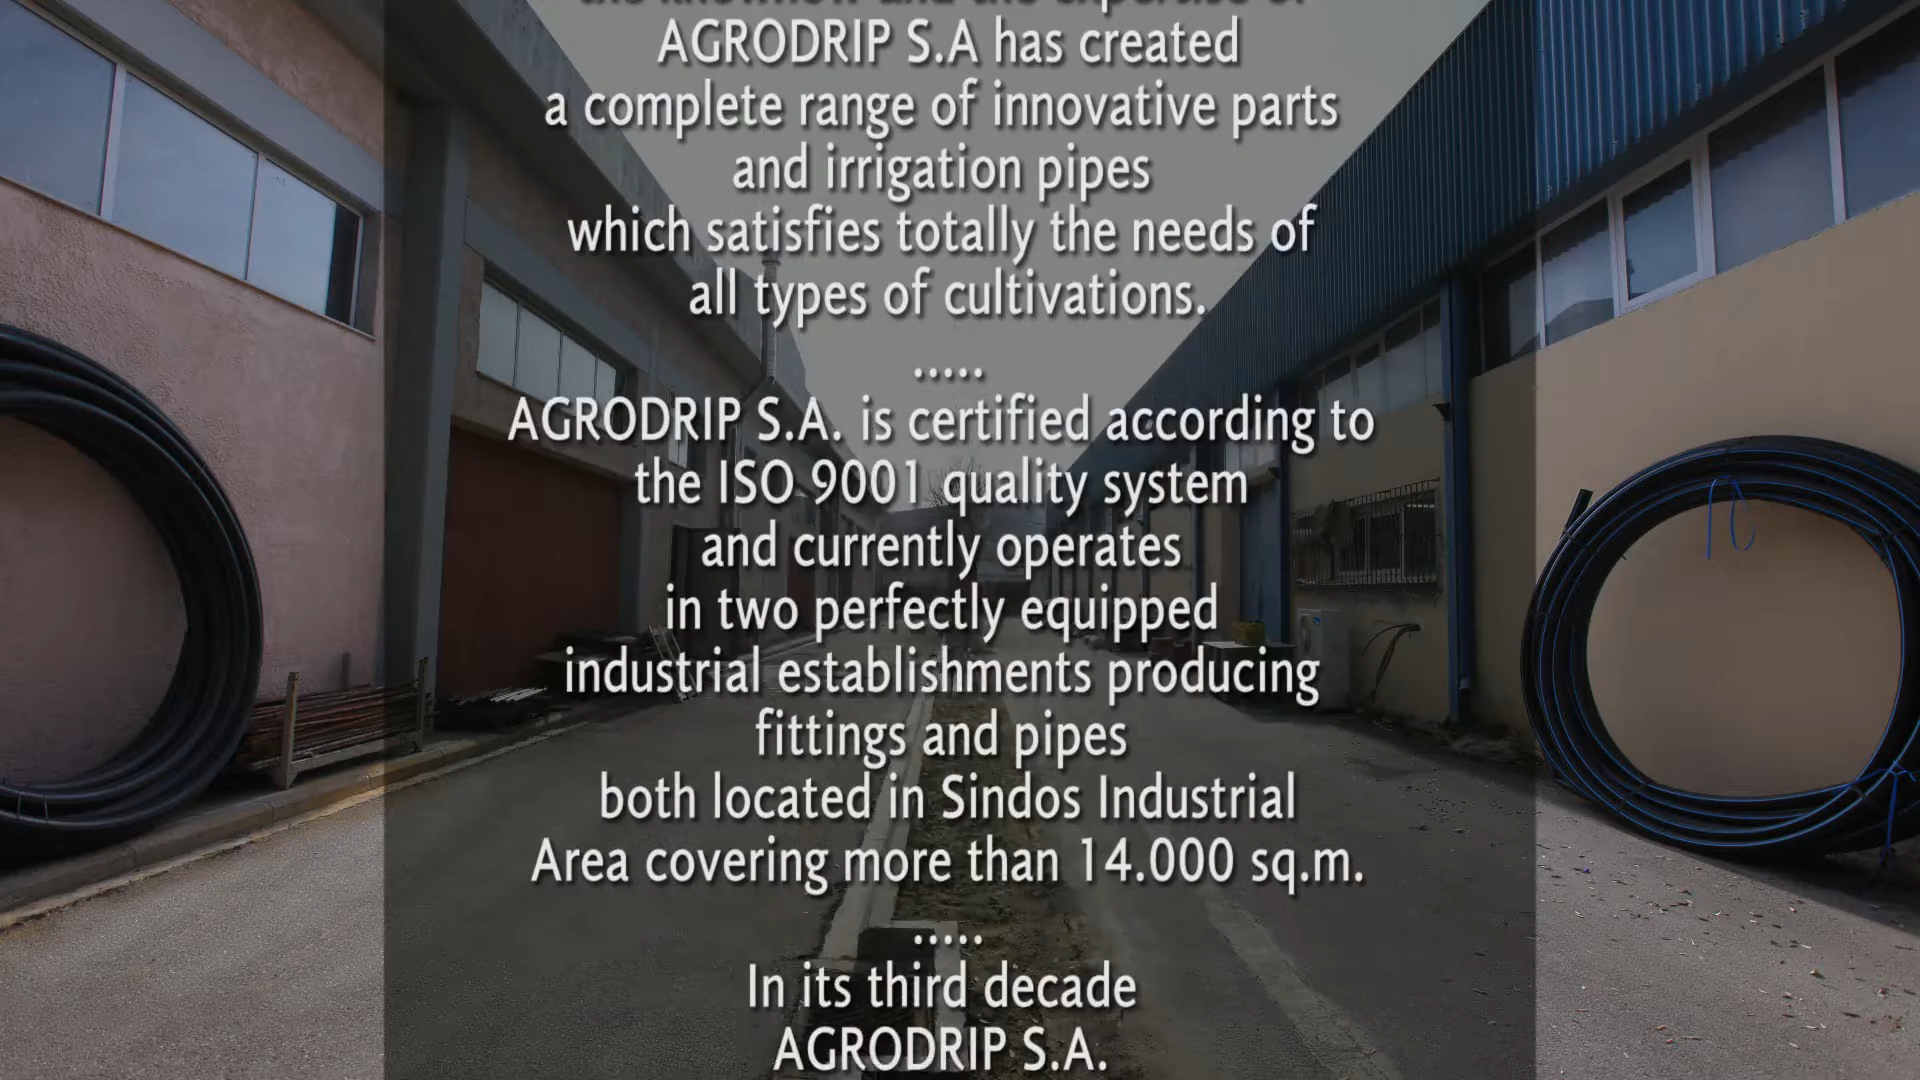 AGRODRIP S.A has created
a complete range of innovative parts
and irrigation pipes
which satisfies totally the needs of
all types of cultivations.
.....
AGRODRIP S.A. is certified according to
the ISO 9001 quality system
and currently operates
in two perfectly equipped
industrial establishments producing
fittings and pipes
both located in Sindos Industrial
Area covering more than 14.000 sq.m.
.....
In its third decade
AGRODRIP S.A.